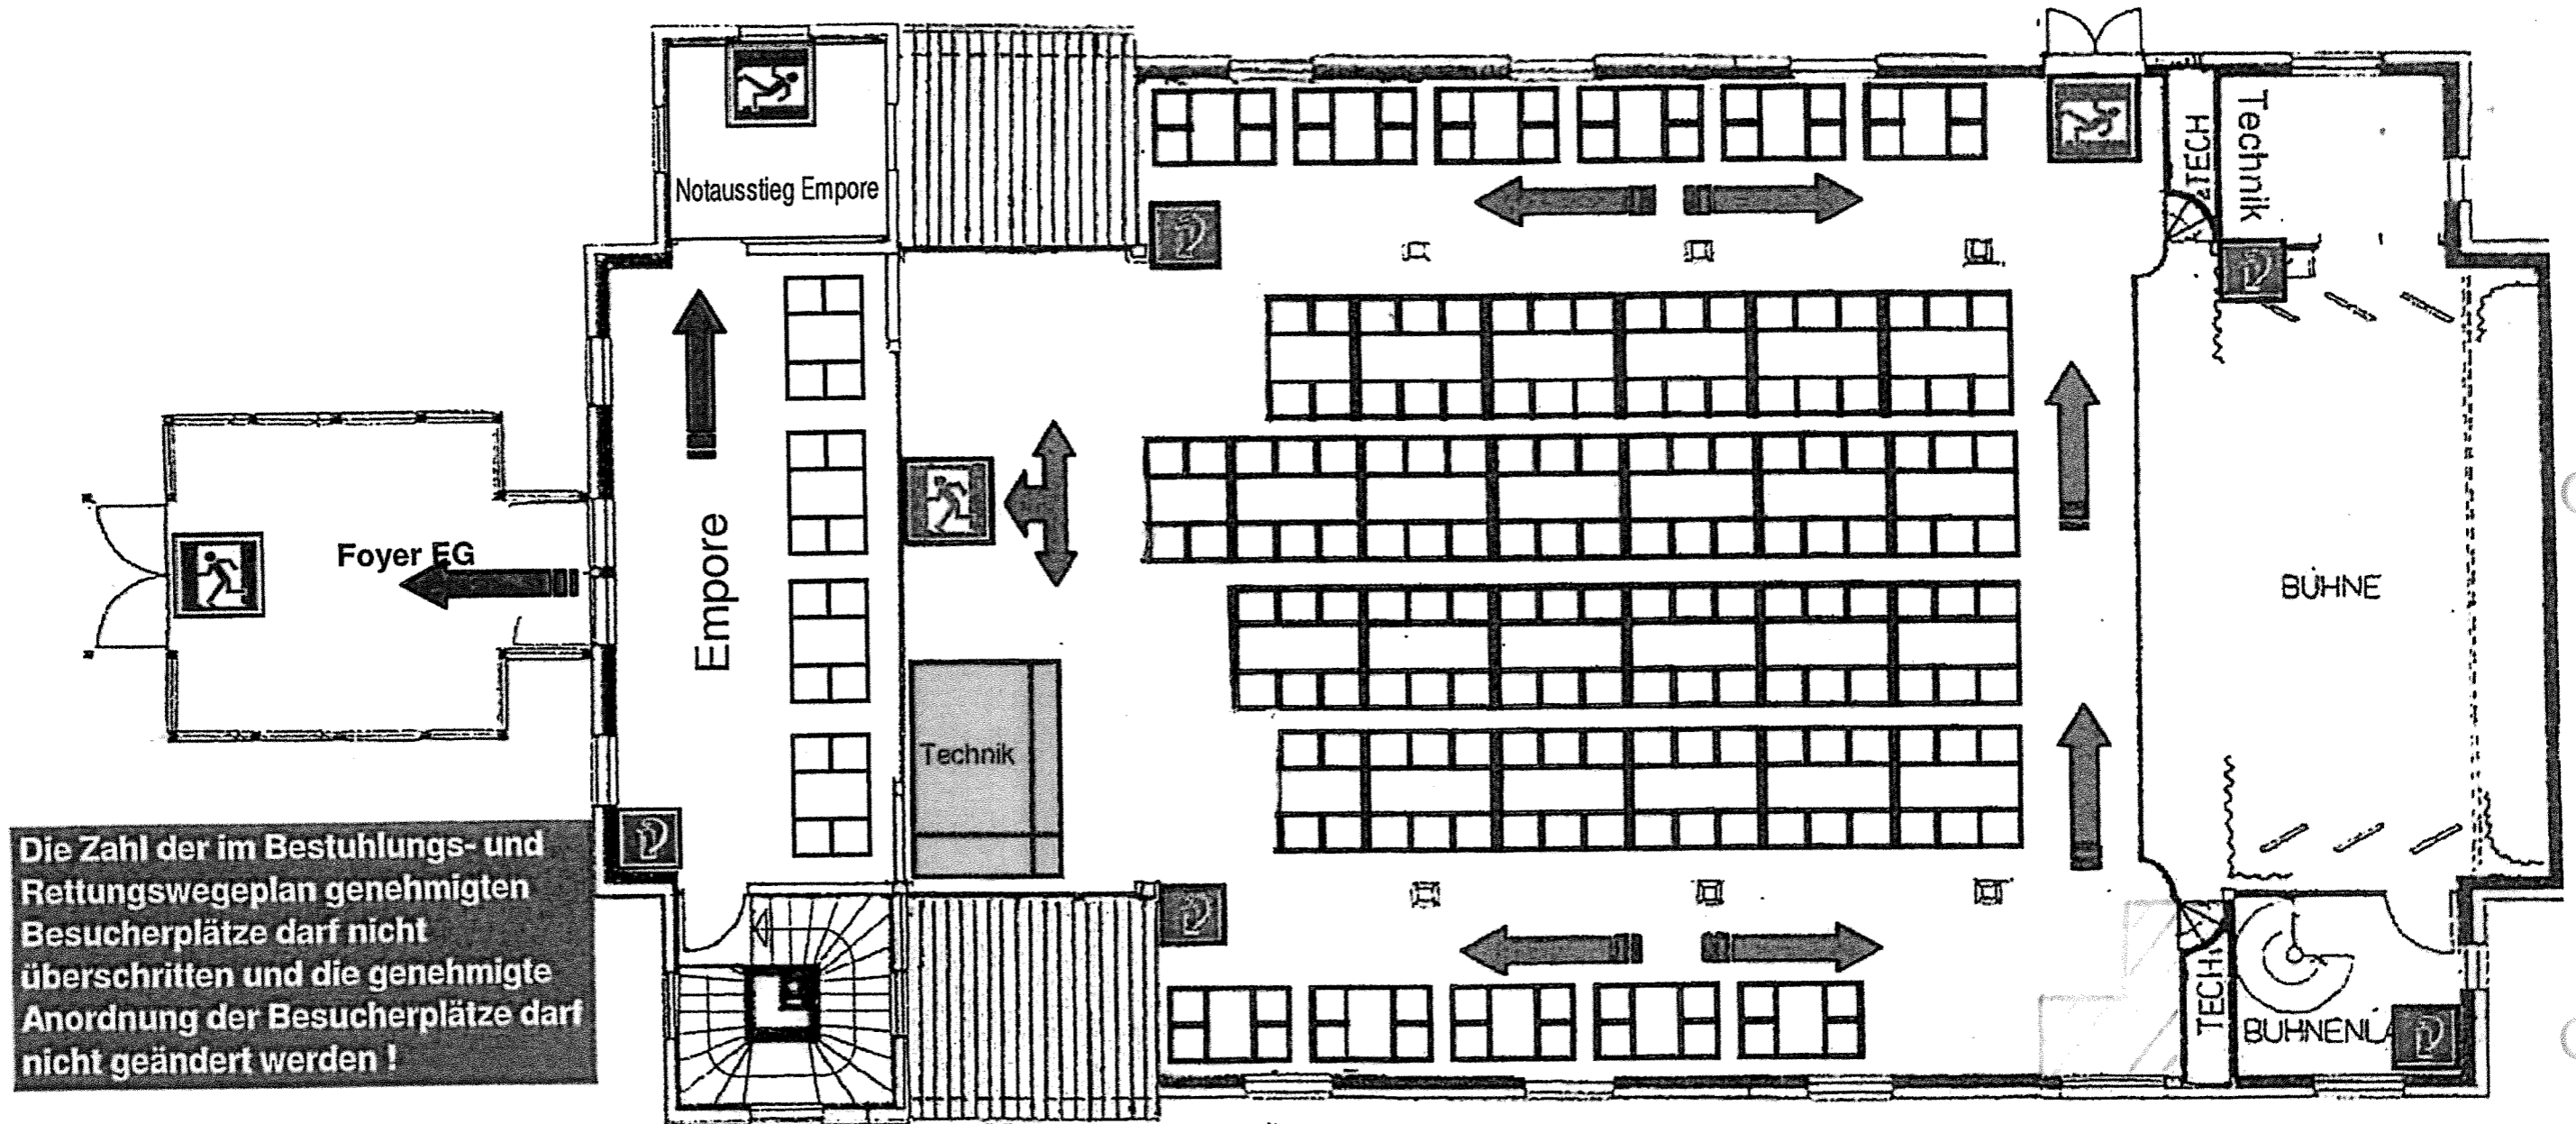 Notausstieg Empore
TECH
Technik
Foyer EG
Empore
BÜHNE
Technik
Die Zahl der im Bestuhlungs- und
Rettungswegeplan genehmigten
Besucherplätze darf nicht
überschritten und die genehmigte
Anordnung der Besucherplätze darf
nicht geändert werden !
TECH.
BÜHNENLA